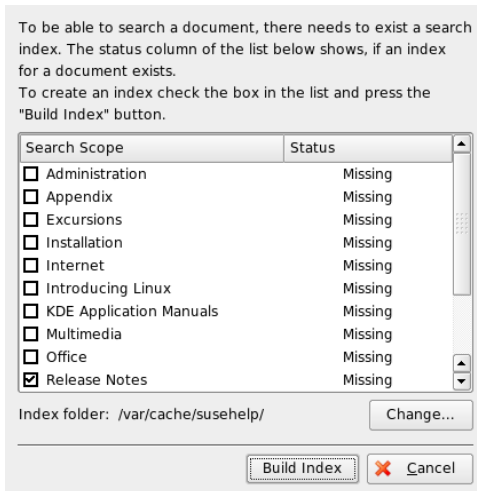 To be able to search a document, there needs to exist a search
index. The status column of the list below shows, if an index
for a document exists.
To create an index check the box in the list and press the
"Build Index" button.
Search Scope Status
Administration Missing
Appendix Missing
Excursions Missing
Installation Missing
Internet Missing
Introducing Linux Missing
KDE Application Manuals Missing
Multimedia Missing
Office Missing
Release Notes Missing
Index folder: /var/cache/susehelp/ Change...
Build Index Cancel